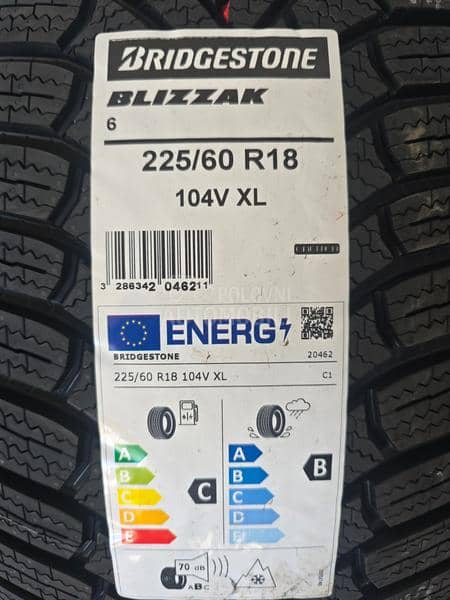 BRIDGESTONE
BLIZZAK
6
225/60 R18
104V XL
3 286342 046211
ENERG
BRIDGESTONE
20462
225/60 R18 104V XL
C1
A
A
B
B
B
C
C
C
D
D
E
E
70 dB
ABC